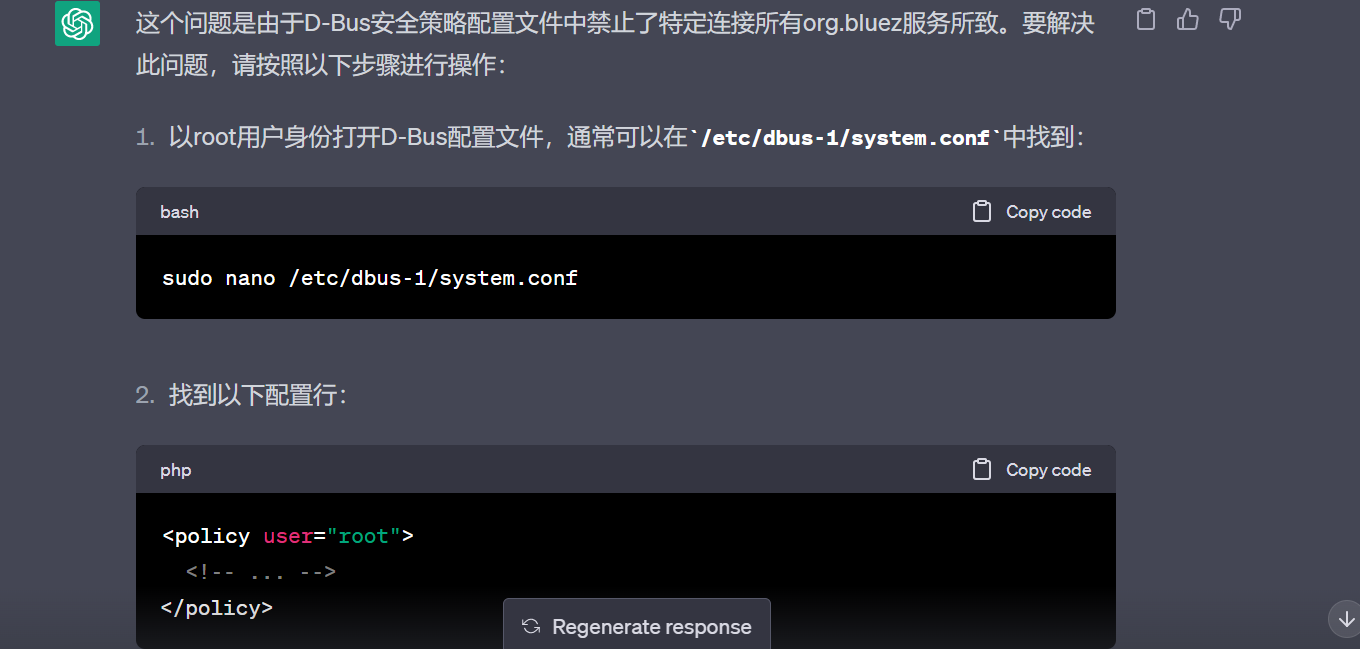 这个问题是由于D-Bus安全策略配置文件中禁止了特定连接所有org.bluez服务所致。要解决
此问题，请按照以下步骤进行操作：
1. 以root用户身份打开D-Bus配置文件，通常可以在`/etc/dbus-1/system.conf`中找到：
bash Copy code
sudo nano /etc/dbus-1/system.conf
2. 找到以下配置行：
php Copy code
<policy user="root">
<!-- ... -->
</policy>
Regenerate response